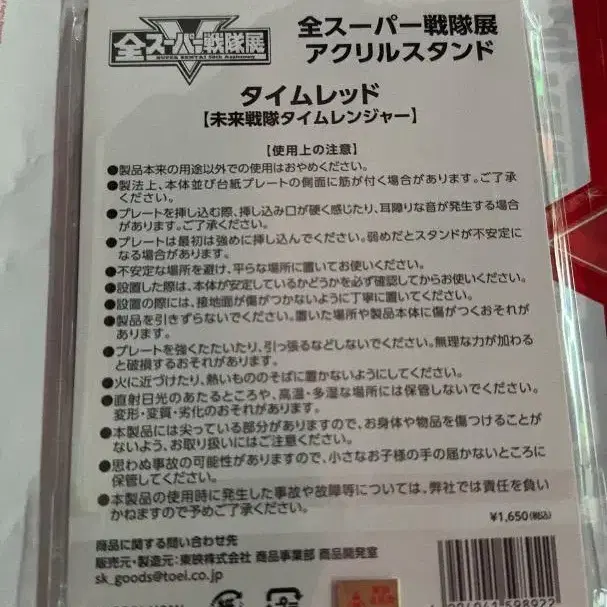 全スーパー戦隊展
全スーパー戦隊展
アクリルスタンド
タイムレッド
【未来戦隊タイムレンジャー】
【使用上の注意】
●製品本来の用途以外での使用はおやめください。
●製法上、本体並び台紙プレートの側面に筋が付く場合があります。ご了承
ください。
●プレートを挿し込む際、挿し込み口が硬く感じたり、耳障りな音が発生する場合
があります。ご了承ください。
●プレートは最初は強めに挿し込んでください。弱めだとスタンドが不安定に
なる場合があります。
●不安定な場所を避け、平らな場所に置いてお使いください。
●設置した際は、本体が安定しているかどうかを必ず確認してからお使いください。
●設置の際には、接地面が傷がつかないように丁寧に置いてください。
●製品を引きずらないでください。置いた場所や製品本体に傷がつくおそれが
あります。
●プレートを強くたたいたり、引っ張るなどしないでください。無理な力が加わる
と破損するおそれがあります。
●火に近づけたり、熱いもののそばに置かないようにしてください。
●直射日光のあたるところや、高温・多湿な場所には保管しないでください。
変形・変質・劣化のおそれがあります。
●本製品には尖っている部分がありますので、お身体や物品を傷つけることが
ないよう、お取り扱いにはご注意ください。
●思わぬ事故の可能性がありますので、小さなお子様の手の届かないところに
保管してください。
●本製品の使用時に発生した事故や故障等については、弊社では責任を負い
かねますので予めご了承ください。
¥1,650(税込)
商品に関する問い合わせ先
販売元・製造元:東映株式会社 商品事業部 商品開発室
sk_goods@toei.co.jp